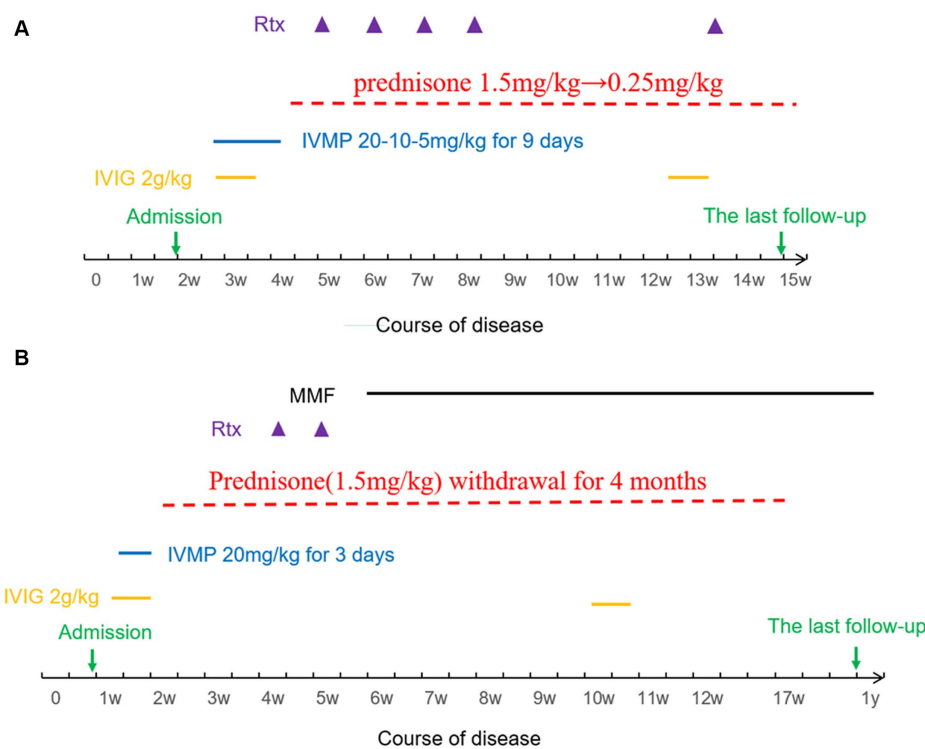 A
Rtx
prednisone 1.5mg/kg→0.25mg/kg
IVMP 20-10-5mg/kg for 9 days
IVIG 2g/kg
Admission
The last follow-up
0 1w 2w 3w 4w 5w 6w 7w 8w 9w 10w 11w 12w 13w 14w 15w
Course of disease
B
MMF
Rtx
Prednisone(1.5mg/kg) withdrawal for 4 months
IVMP 20mg/kg for 3 days
IVIG 2g/kg
Admission
The last follow-up
0 1w 2w 3w 4w 5w 6w 7w 8w 9w 10w 11w 12w 17w 1y
Course of disease